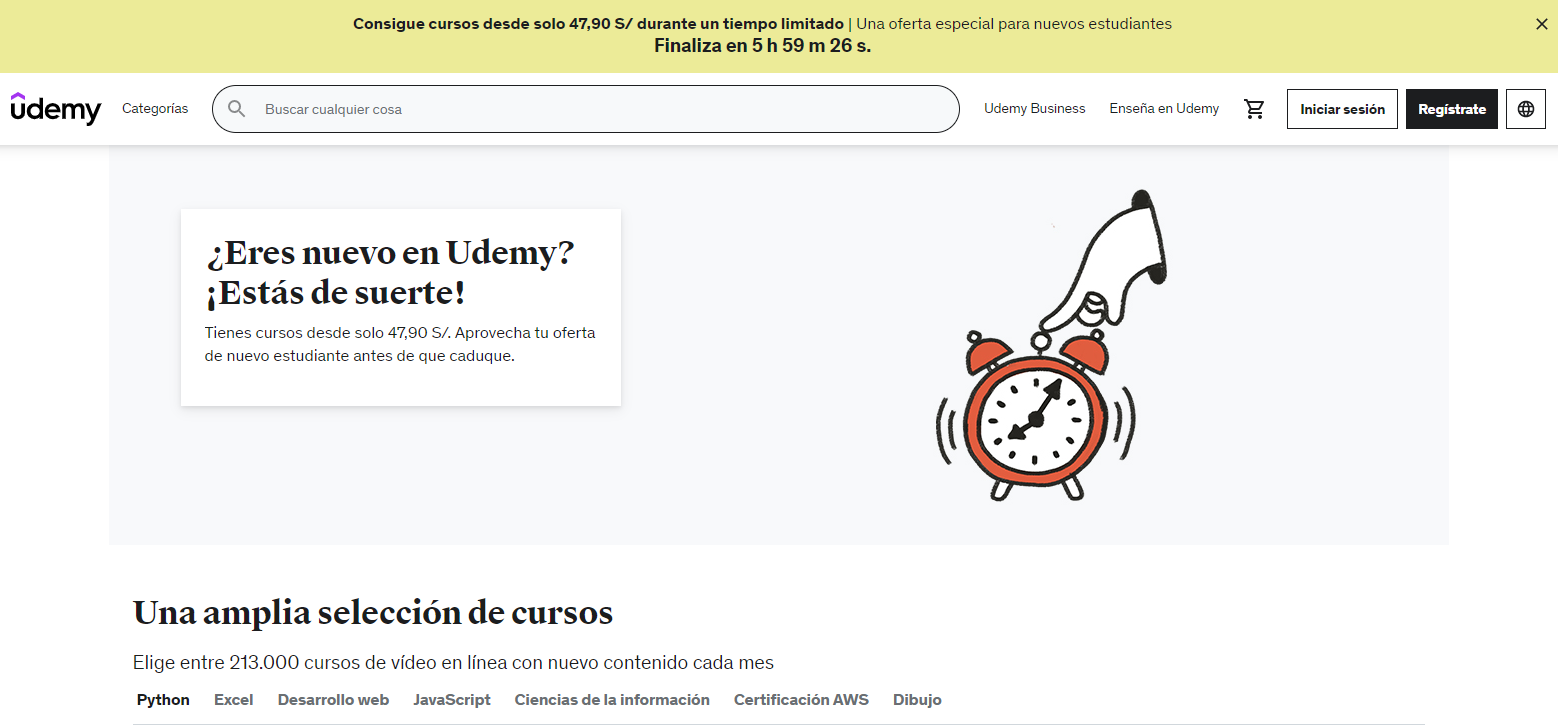 Consigue cursos desde solo 47,90 S/ durante un tiempo limitado | Una oferta especial para nuevos estudiantes
Finaliza en 5 h 59 m 26 s.
udemy Categorías Buscar cualquier cosa Udemy Business Enseña en Udemy Iniciar sesión Regístrate
¿Eres nuevo en Udemy?
¡Estás de suerte!
Tienes cursos desde solo 47,90 S/. Aprovecha tu oferta
de nuevo estudiante antes de que caduque.
Una amplia selección de cursos
Elige entre 213.000 cursos de vídeo en línea con nuevo contenido cada mes
Python Excel Desarrollo web JavaScript Ciencias de la información Certificación AWS Dibujo